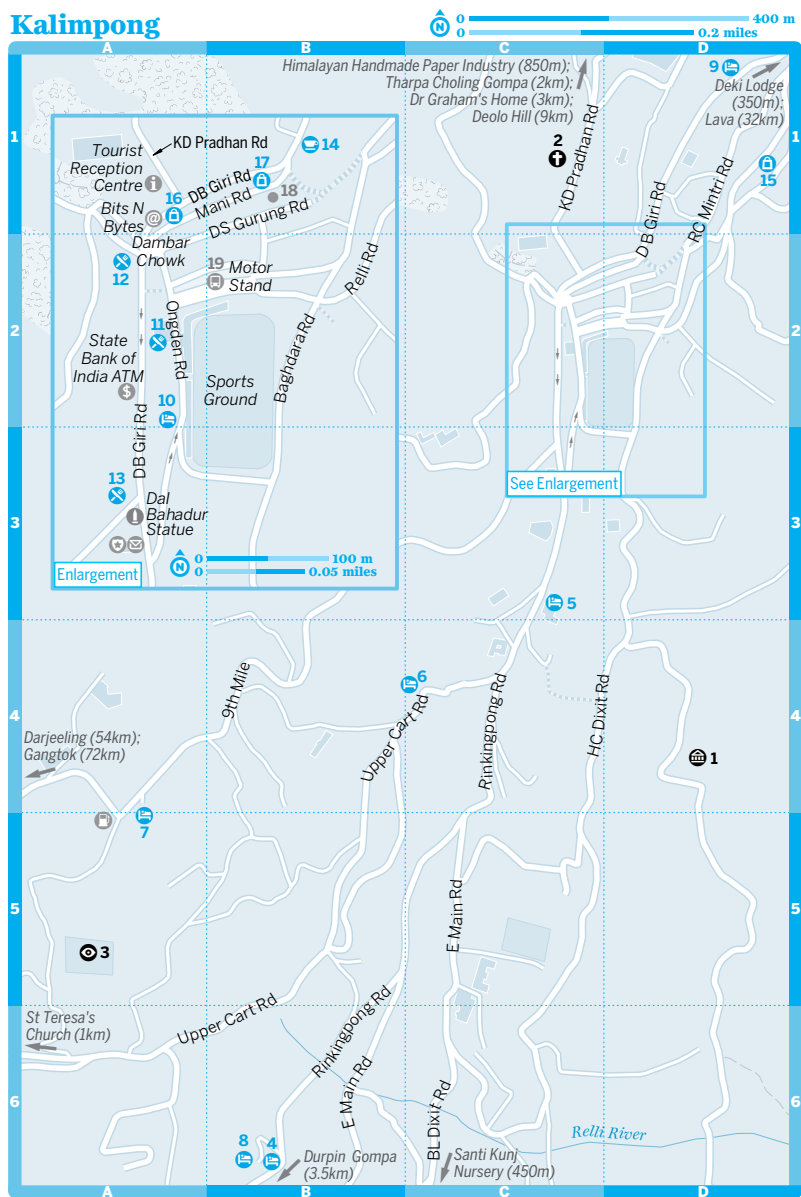 Kalimpong
N
0 400 m
0 0.2 miles
A B C D
Himalayan Handmade Paper Industry (850m);
Tharpa Choling Gompa (2km);
Dr Graham's Home (3km);
Deolo Hill (9km)
9
Deki Lodge
(350m);
Lava (32km)
1
1
2
KD Pradhan Rd
DB Giri Rd
RC Mintri Rd
15
KD Pradhan Rd
Tourist
Reception
Centre
14
17
DB Giri Rd
16
Mani Rd
18
Bits N
Bytes
DS Gurung Rd
Dambar
Chowk
12
19
Motor
Stand
Relli Rd
2
2
11
Ongden Rd
State
Bank of
India ATM
Sports
Ground
Baghdara Rd
10
DB Giri Rd
13
Dal
Bahadur
Statue
See Enlargement
3
3
Enlargement
N
0 100 m
0 0.05 miles
5
9th Mile
6
Upper Cart Rd
Rinkingpong Rd
HC Dixit Rd
4
4
Darjeeling (54km);
Gangtok (72km)
1
7
5
5
E Main Rd
3
St Teresa's
Church (1km)
Upper Cart Rd
Rinkingpong Rd
E Main Rd
BL Dixit Rd
6
6
Relli River
8 4
Durpin Gompa
(3.5km)
Santi Kunj
Nursery (450m)
A B C D